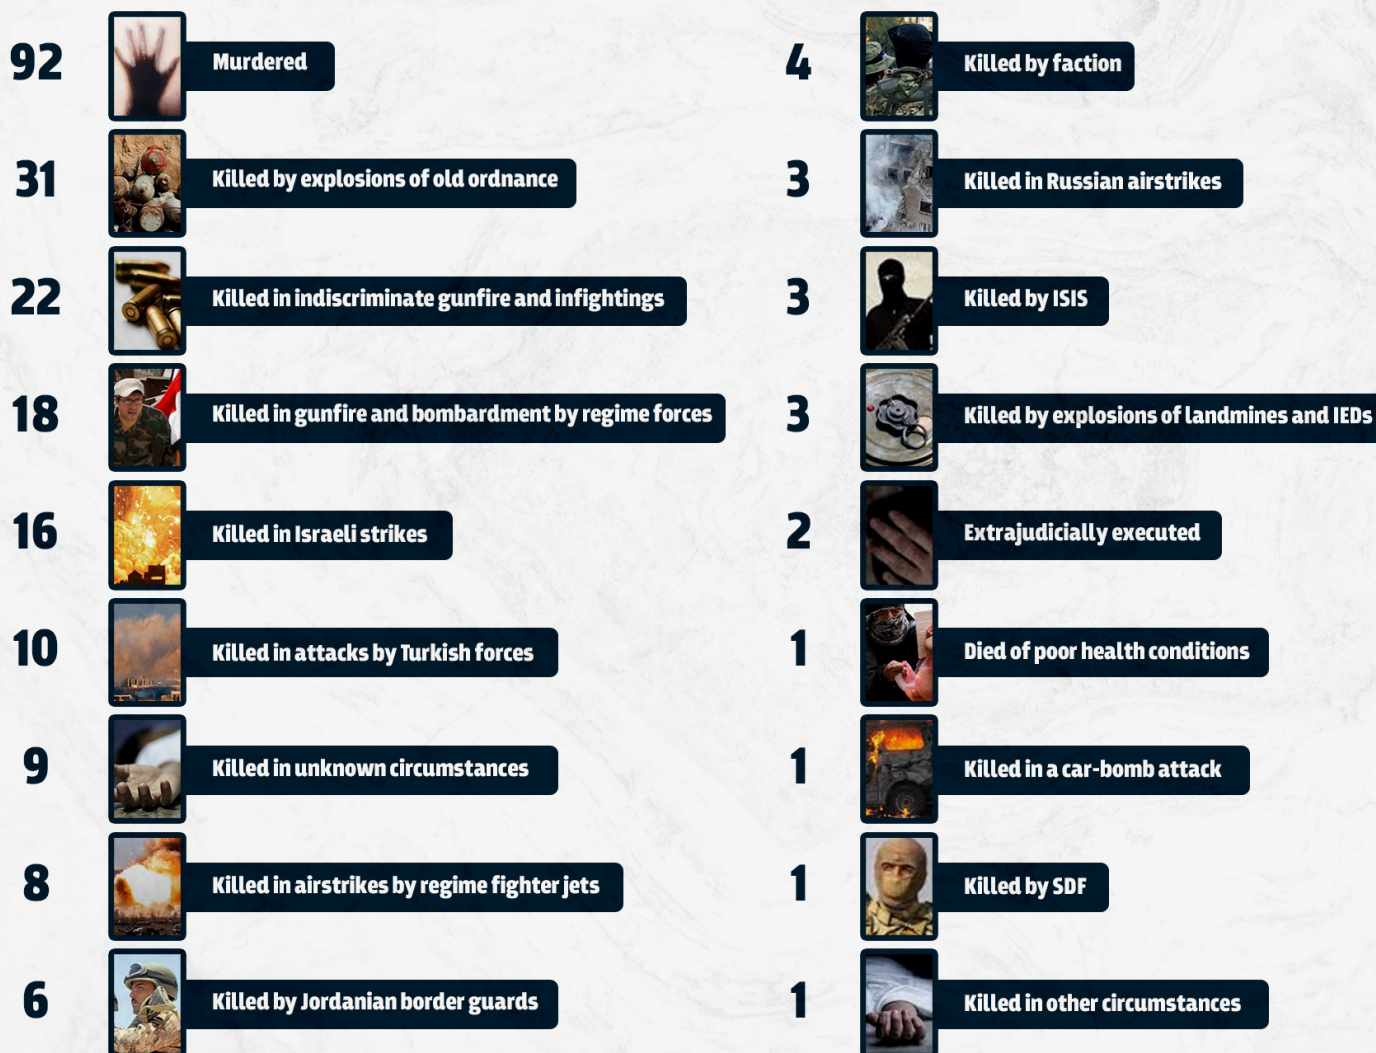 92
Murdered
31
Killed by explosions of old ordnance
22
Killed in indiscriminate gunfire and infightings
18
Killed in gunfire and bombardment by regime forces
16
Killed in Israeli strikes
10
Killed in attacks by Turkish forces
9
Killed in unknown circumstances
8
Killed in airstrikes by regime fighter jets
6
Killed by Jordanian border guards
4
Killed by faction
3
Killed in Russian airstrikes
3
Killed by ISIS
3
Killed by explosions of landmines and IEDs
2
Extrajudicially executed
1
Died of poor health conditions
1
Killed in a car-bomb attack
1
Killed by SDF
1
Killed in other circumstances